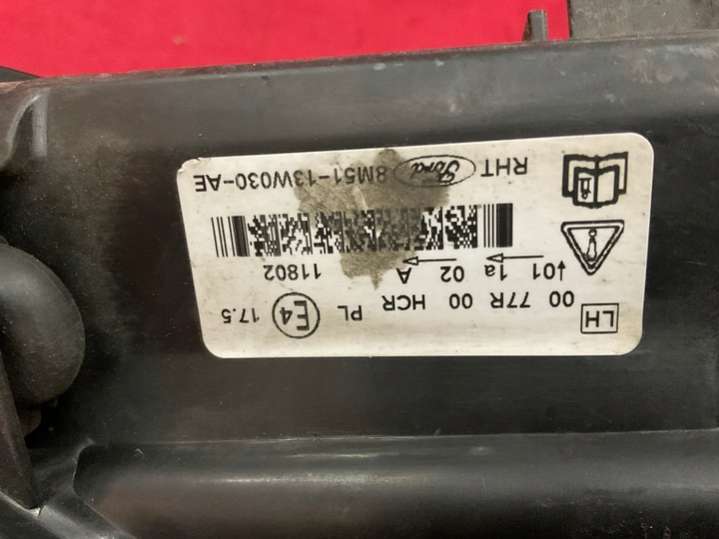 LH 00 77R 00 HCR PL E4 17.5
↓01 1a 02 A 11802
RHT Ford 8M51-13W030-AE